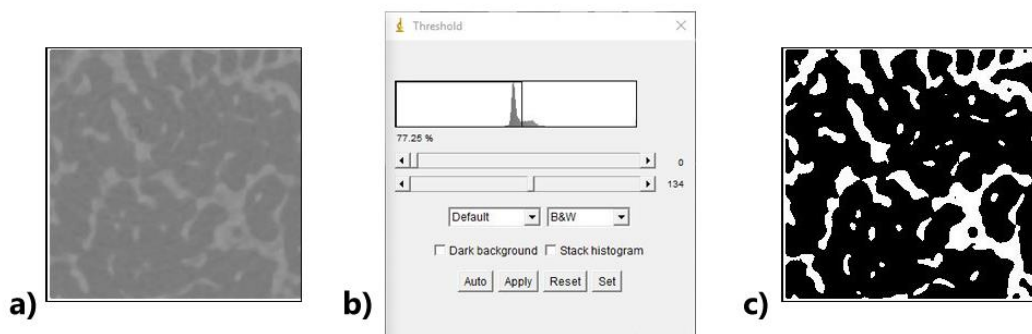 Threshold
77.25 %
0
134
Default B&W
Dark background Stack histogram
Auto Apply Reset Set
a) b) c)